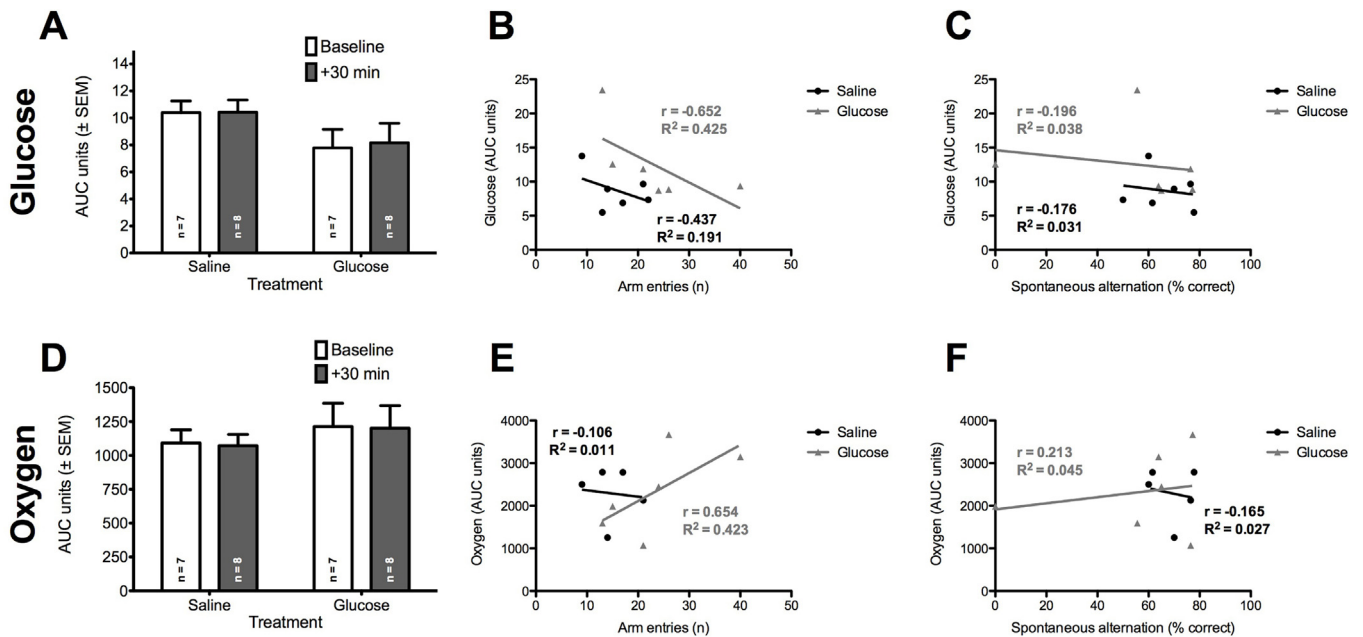 A
Glucose
Baseline
+30 min
AUC units (± SEM)
14
12
10
8
6
4
2
0
n = 7
n = 8
n = 7
n = 8
Saline
Glucose
Treatment
B
Glucose (AUC units)
25
20
15
10
5
0
r = -0.652
R² = 0.425
r = -0.437
R² = 0.191
Saline
Glucose
0 10 20 30 40 50
Arm entries (n)
C
Glucose (AUC units)
25
20
15
10
5
0
r = -0.196
R² = 0.038
r = -0.176
R² = 0.031
Saline
Glucose
0 20 40 60 80 100
Spontaneous alternation (% correct)
D
Oxygen
Baseline
+30 min
AUC units (± SEM)
1500
1250
1000
750
500
250
0
n = 7
n = 8
n = 7
n = 8
Saline
Glucose
Treatment
E
Oxygen (AUC units)
4000
3000
2000
1000
0
r = -0.106
R² = 0.011
r = 0.654
R² = 0.423
Saline
Glucose
0 10 20 30 40 50
Arm entries (n)
F
Oxygen (AUC units)
4000
3000
2000
1000
0
r = 0.213
R² = 0.045
r = -0.165
R² = 0.027
Saline
Glucose
0 20 40 60 80 100
Spontaneous alternation (% correct)